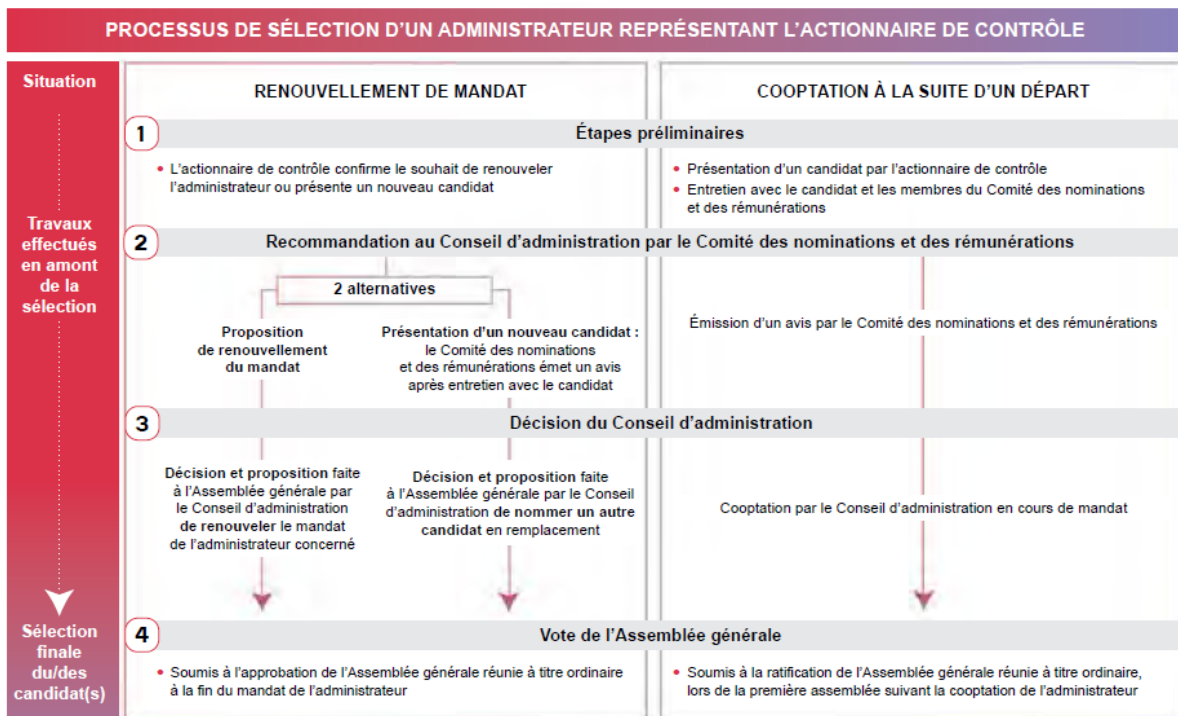 PROCESSUS DE SÉLECTION D’UN ADMINISTRATEUR REPRÉSENTANT L’ACTIONNAIRE DE CONTRÔLE
Situation
RENOUVELLEMENT DE MANDAT
COOPTATION À LA SUITE D’UN DÉPART
Travaux
effectués
en amont
de la
sélection
1
Étapes préliminaires
• L’actionnaire de contrôle confirme le souhait de renouveler
l’administrateur ou présente un nouveau candidat
• Présentation d’un candidat par l’actionnaire de contrôle
• Entretien avec le candidat et les membres du Comité des nominations
et des rémunérations
2
Recommandation au Conseil d’administration par le Comité des nominations et des rémunérations
2 alternatives
Proposition
de renouvellement
du mandat
Présentation d’un nouveau candidat :
le Comité des nominations
et des rémunérations émet un avis
après entretien avec le candidat
Émission d’un avis par le Comité des nominations et des rémunérations
3
Décision du Conseil d’administration
Décision et proposition faite
à l’Assemblée générale par
le Conseil d’administration
de renouveler le mandat
de l’administrateur concerné
Décision et proposition faite
à l’Assemblée générale par le Conseil
d’administration de nommer un autre
candidat en remplacement
Cooptation par le Conseil d’administration en cours de mandat
Sélection
finale
du/des
candidat(s)
4
Vote de l’Assemblée générale
• Soumis à l’approbation de l’Assemblée générale réunie à titre ordinaire
à la fin du mandat de l’administrateur
• Soumis à la ratification de l’Assemblée générale réunie à titre ordinaire,
lors de la première assemblée suivant la cooptation de l’administrateur